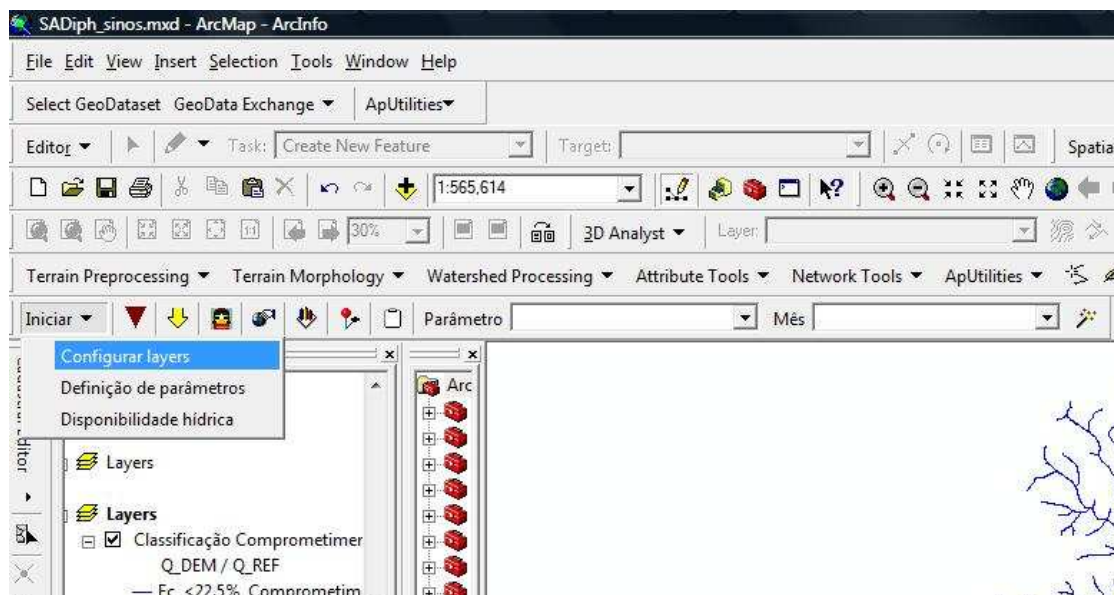 SADiph_sinos.mxd - ArcMap - ArcInfo
File Edit View Insert Selection Tools Window Help
Select GeoDataset GeoData Exchange ApUtilities
Editor Task: Create New Feature Target: Spatia
1:565,614
30% 3D Analyst Layer:
Terrain Preprocessing Terrain Morphology Watershed Processing Attribute Tools Network Tools ApUtilities
Iniciar Parâmetro Mês
Configurar layers
Definição de parâmetros
Disponibilidade hídrica
Arc
Editor
Layers
Layers
Classificação Comprometimer
Q_DEM / Q_REF
Fc <22.5% Comprometim